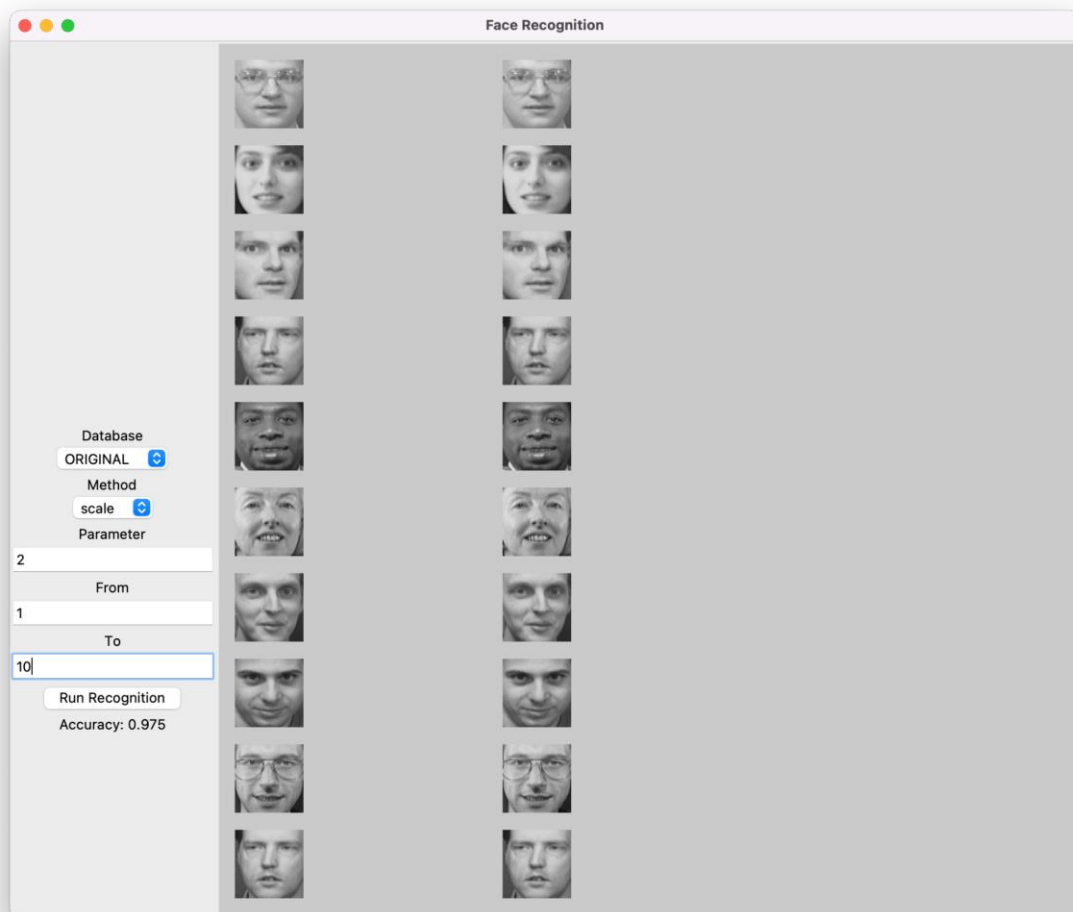 Face Recognition
Database
ORIGINAL
Method
scale
Parameter
2
From
1
To
10
Run Recognition
Accuracy: 0.975